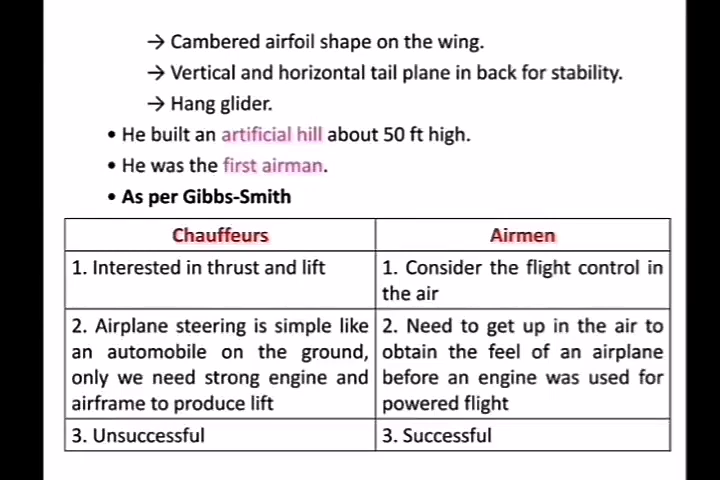 → Cambered airfoil shape on the wing.
→ Vertical and horizontal tail plane in back for stability.
→ Hang glider.
• He built an artificial hill about 50 ft high.
• He was the first airman.
• As per Gibbs-Smith
Chauffeurs
Airmen
1. Interested in thrust and lift
1. Consider the flight control in
the air
2. Airplane steering is simple like
an automobile on the ground,
only we need strong engine and
airframe to produce lift
2. Need to get up in the air to
obtain the feel of an airplane
before an engine was used for
powered flight
3. Unsuccessful
3. Successful